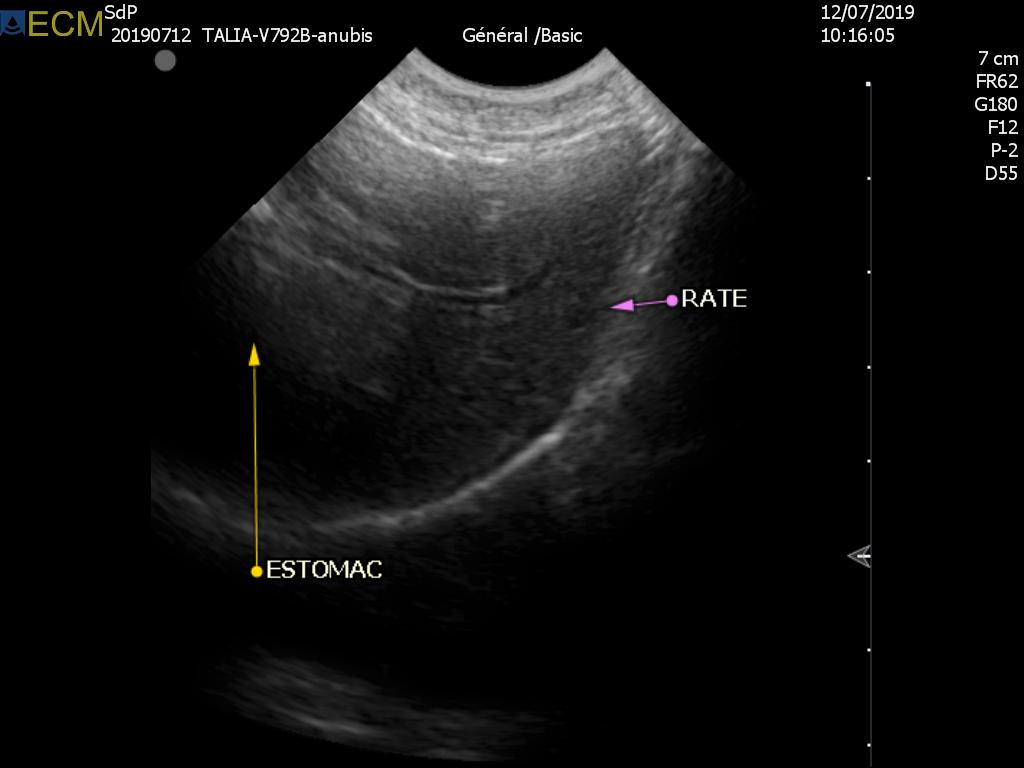 ECM
SdP
20190712 TALIA-V792B-anubis
Général /Basic
12/07/2019
10:16:05
7 cm
FR62
G180
F12
P-2
D55
RATE
ESTOMAC